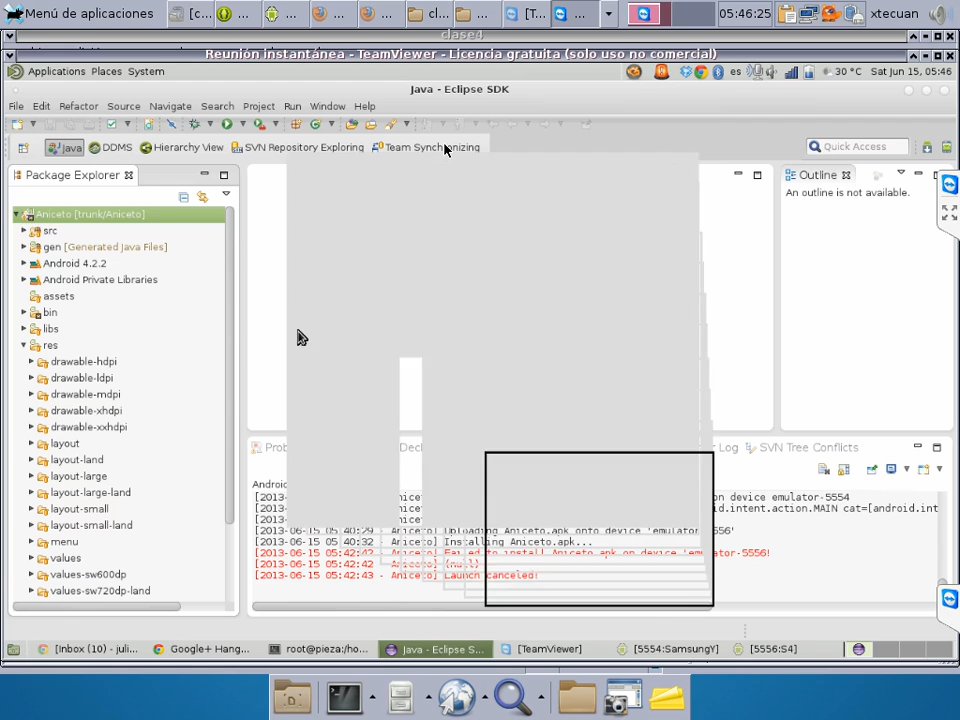 Menú de aplicaciones
[c...
cl...
[T...
...
05:46:25
xtecuan
clase4
Reunión instantánea - TeamViewer - Licencia gratuita (solo uso no comercial)
Applications Places System
es
30 °C
Sat Jun 15, 05:46
Java - Eclipse SDK
File Edit Refactor Source Navigate Search Project Run Window Help
Java
DDMS
Hierarchy View
SVN Repository Exploring
Team Synchronizing
Quick Access
Package Explorer
Outline
An outline is not available.
Aniceto [trunk/Aniceto]
src
gen [Generated Java Files]
Android 4.2.2
Android Private Libraries
assets
bin
libs
res
drawable-hdpi
drawable-ldpi
drawable-mdpi
drawable-xhdpi
drawable-xxhdpi
layout
layout-land
layout-large
layout-large-land
layout-small
layout-small-land
menu
values
values-sw600dp
values-sw720dp-land
Log
SVN Tree Conflicts
Android
on device emulator-5554
id.intent.action.MAIN cat=[android.int
[2013-06-15 05:40:29 - Aniceto] Uploading Aniceto.apk onto device 'emulator-5556'
[2013-06-15 05:40:32 - Aniceto] Installing Aniceto.apk...
[2013-06-15 05:42:42 - Aniceto] Failed to install Aniceto.apk on device 'emulator-5556!
[2013-06-15 05:42:42 - Aniceto] (null)
[2013-06-15 05:42:43 - Aniceto] Launch canceled!
[Inbox (10) - juli...
Google+ Hang...
root@pieza:/ho...
Java - Eclipse S...
[TeamViewer]
[5554:SamsungY]
[5556:S4]